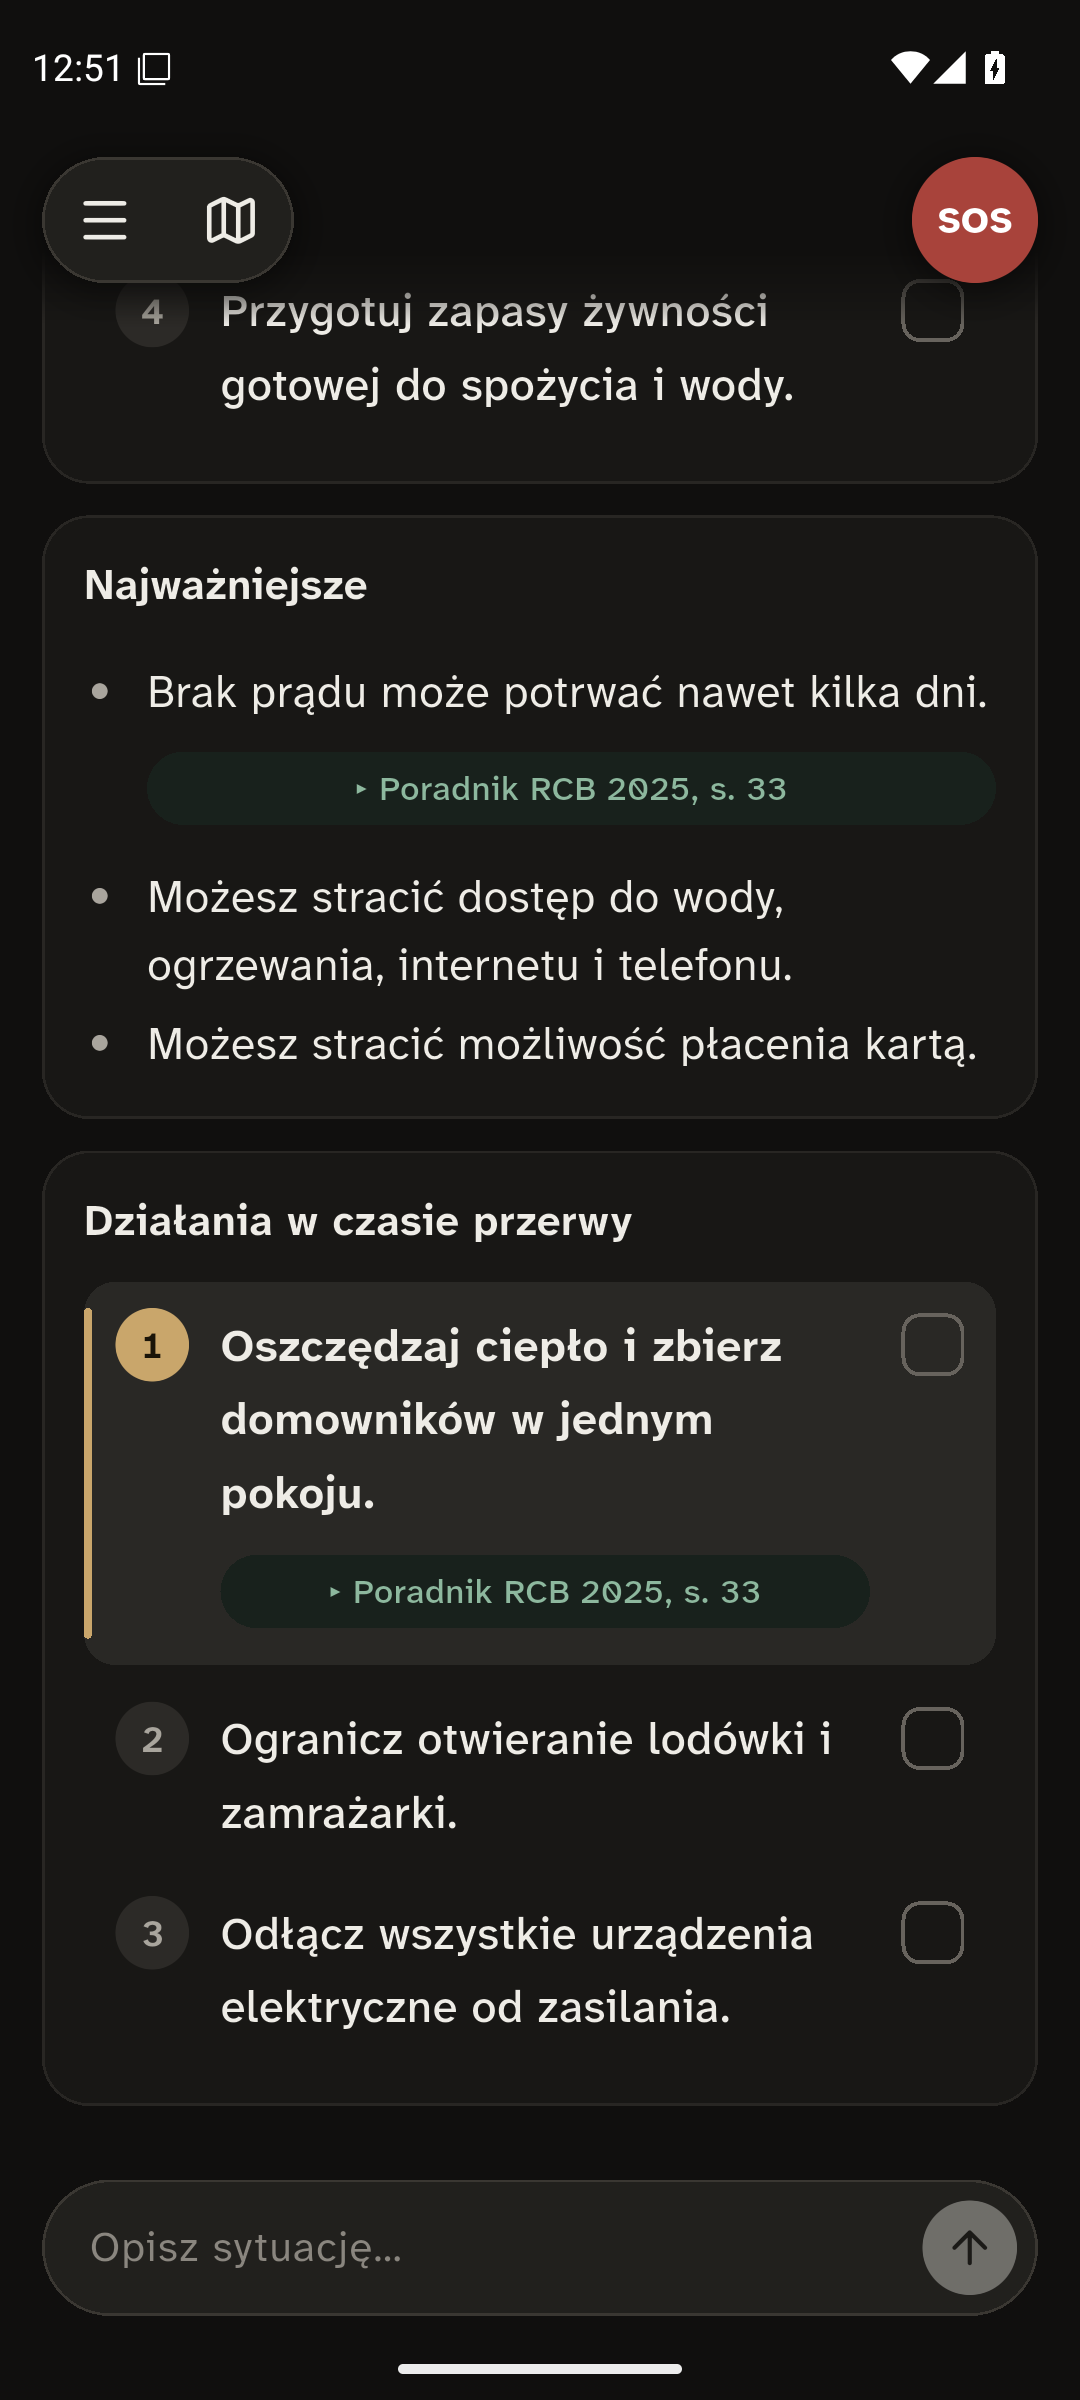 12:51
SOS
4 Przygotuj zapasy żywności
gotowej do spożycia i wody.
Najważniejsze
• Brak prądu może potrwać nawet kilka dni.
▸ Poradnik RCB 2025, s. 33
• Możesz stracić dostęp do wody,
ogrzewania, internetu i telefonu.
• Możesz stracić możliwość płacenia kartą.
Działania w czasie przerwy
1 Oszczędzaj ciepło i zbierz
domowników w jednym
pokoju.
▸ Poradnik RCB 2025, s. 33
2 Ogranicz otwieranie lodówki i
zamrażarki.
3 Odłącz wszystkie urządzenia
elektryczne od zasilania.
Opisz sytuację...